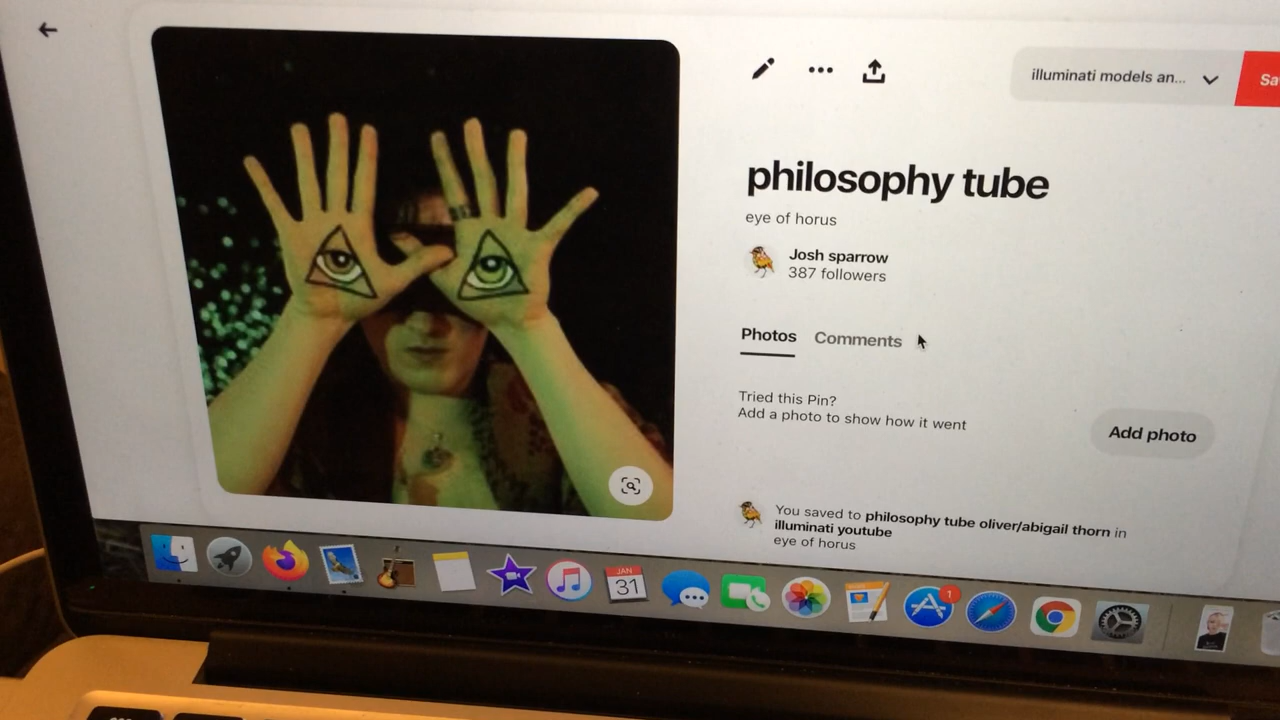 illuminati models an...
philosophy tube
eye of horus
Josh sparrow
387 followers
Photos
Comments
Tried this Pin?
Add a photo to show how it went
Add photo
You saved to philosophy tube oliver/abigail thorn in
illuminati youtube
eye of horus
JAN
31
1